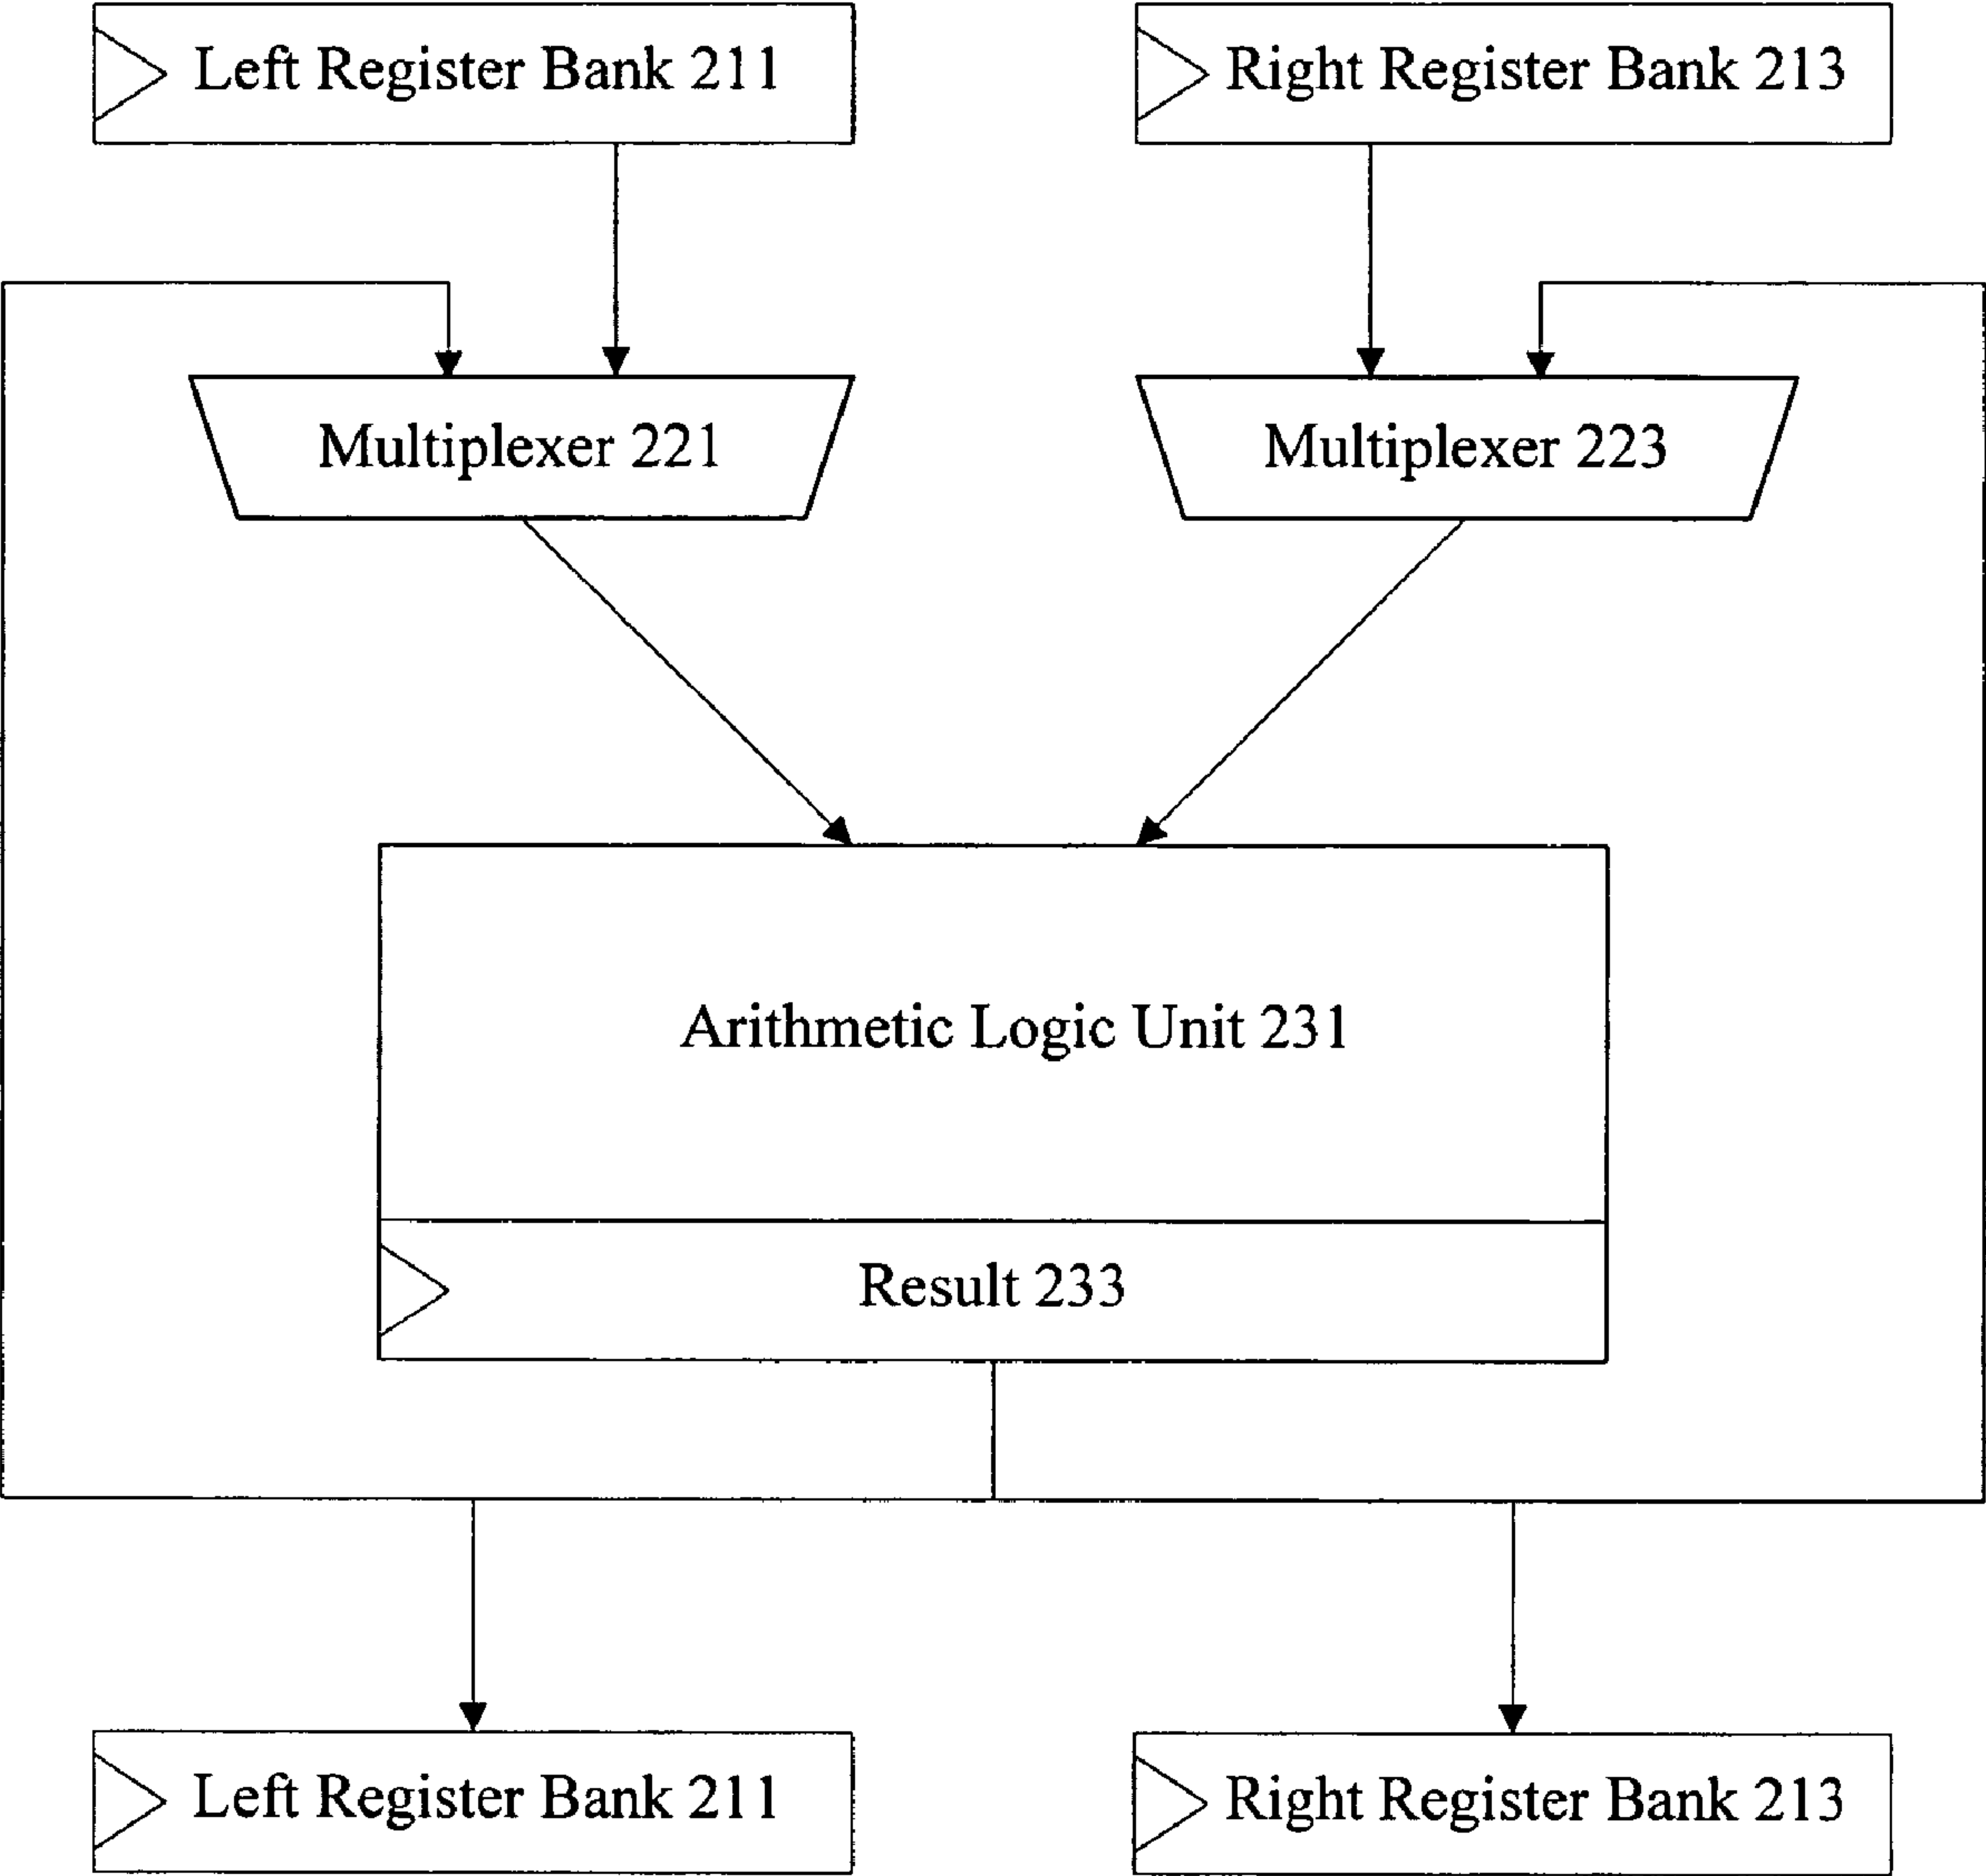 Left Register Bank 211
Right Register Bank 213
Multiplexer 221
Multiplexer 223
Arithmetic Logic Unit 231
Result 233
Left Register Bank 211
Right Register Bank 213